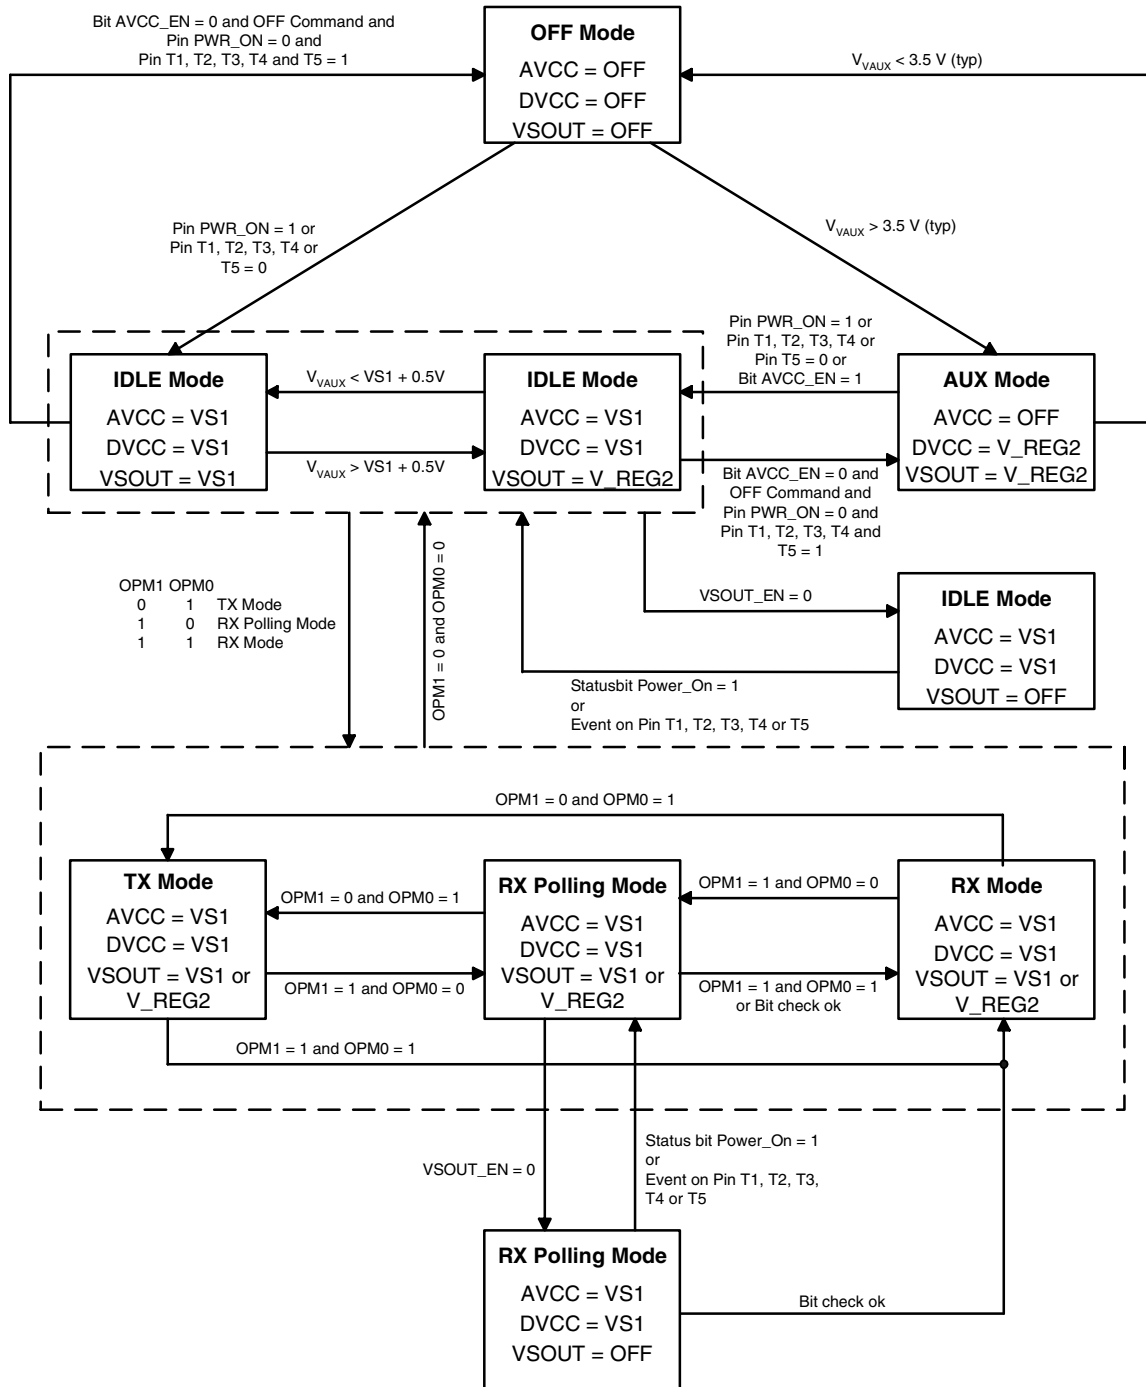 Bit AVCC_EN = 0 and OFF Command and
Pin PWR_ON = 0 and
Pin T1, T2, T3, T4 and T5 = 1
OFF Mode
AVCC = OFF
DVCC = OFF
VSOUT = OFF
VVAUX < 3.5 V (typ)
Pin PWR_ON = 1 or
Pin T1, T2, T3, T4 or
T5 = 0
VVAUX > 3.5 V (typ)
IDLE Mode
AVCC = VS1
DVCC = VS1
VSOUT = VS1
VVAUX < VS1 + 0.5V
VVAUX > VS1 + 0.5V
IDLE Mode
AVCC = VS1
DVCC = VS1
VSOUT = V_REG2
Pin PWR_ON = 1 or
Pin T1, T2, T3, T4 or
Pin T5 = 0 or
Bit AVCC_EN = 1
Bit AVCC_EN = 0 and
OFF Command and
Pin PWR_ON = 0 and
Pin T1, T2, T3, T4 and
T5 = 1
AUX Mode
AVCC = OFF
DVCC = V_REG2
VSOUT = V_REG2
OPM1 OPM0
0 1 TX Mode
1 0 RX Polling Mode
1 1 RX Mode
OPM1 = 0 and OPM0 = 0
VSOUT_EN = 0
Statusbit Power_On = 1
or
Event on Pin T1, T2, T3, T4 or T5
IDLE Mode
AVCC = VS1
DVCC = VS1
VSOUT = OFF
OPM1 = 0 and OPM0 = 1
TX Mode
AVCC = VS1
DVCC = VS1
VSOUT = VS1 or
V_REG2
OPM1 = 0 and OPM0 = 1
OPM1 = 1 and OPM0 = 0
RX Polling Mode
AVCC = VS1
DVCC = VS1
VSOUT = VS1 or
V_REG2
OPM1 = 1 and OPM0 = 0
OPM1 = 1 and OPM0 = 1
or Bit check ok
RX Mode
AVCC = VS1
DVCC = VS1
VSOUT = VS1 or
V_REG2
OPM1 = 1 and OPM0 = 1
VSOUT_EN = 0
Status bit Power_On = 1
or
Event on Pin T1, T2, T3,
T4 or T5
RX Polling Mode
AVCC = VS1
DVCC = VS1
VSOUT = OFF
Bit check ok